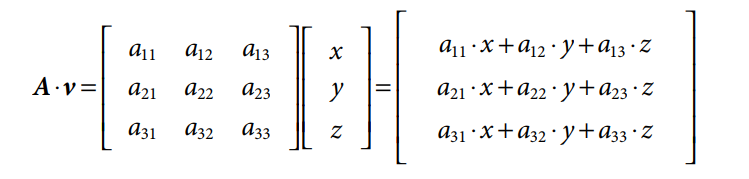 A·v=[a₁₁ a₁₂ a₁₃; a₂₁ a₂₂ a₂₃; a₃₁ a₃₂ a₃₃][x; y; z]=[a₁₁·x+a₁₂·y+a₁₃·z; a₂₁·x+a₂₂·y+a₂₃·z; a₃₁·x+a₃₂·y+a₃₃·z]